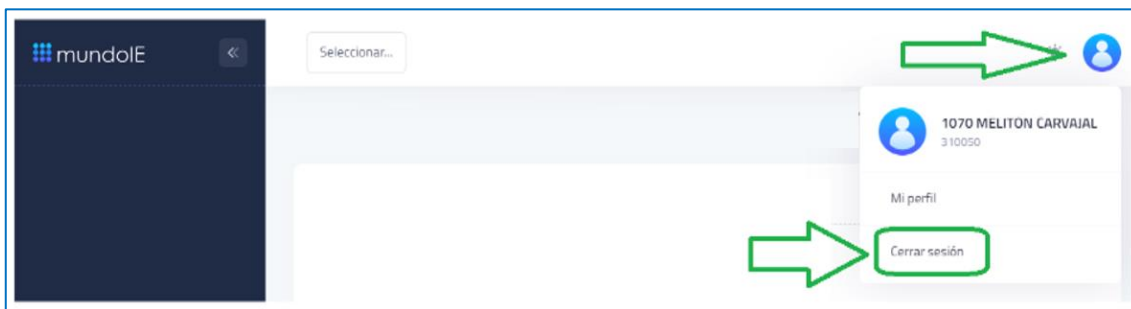 mundoIE
Seleccionar...
1070 MELITON CARVAJAL
310050
Mi perfil
Cerrar sesión